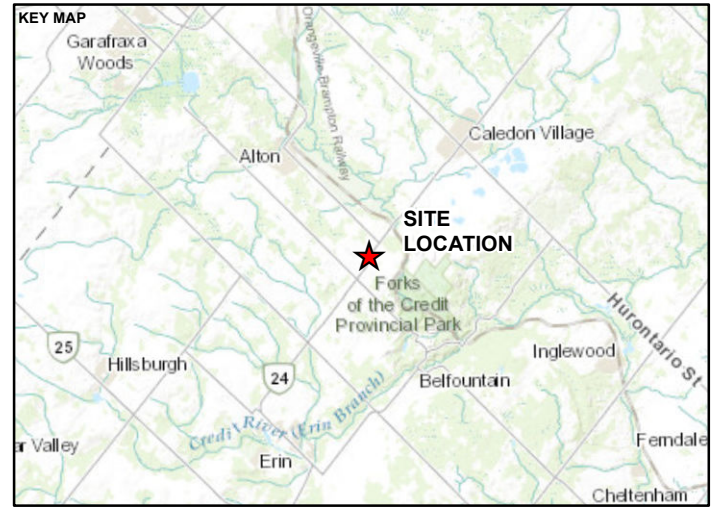 KEY MAP
Garafraxa
Woods
Orangeville-Brampton Railway
Caledon Village
Alton
SITE
LOCATION
Forks
of the Credit
Provincial Park
Hurontario St
25
Hillsburgh
24
Inglewood
Belfountain
Credit River (Erin Branch)
r Valley
Erin
Ferndale
Cheltenham